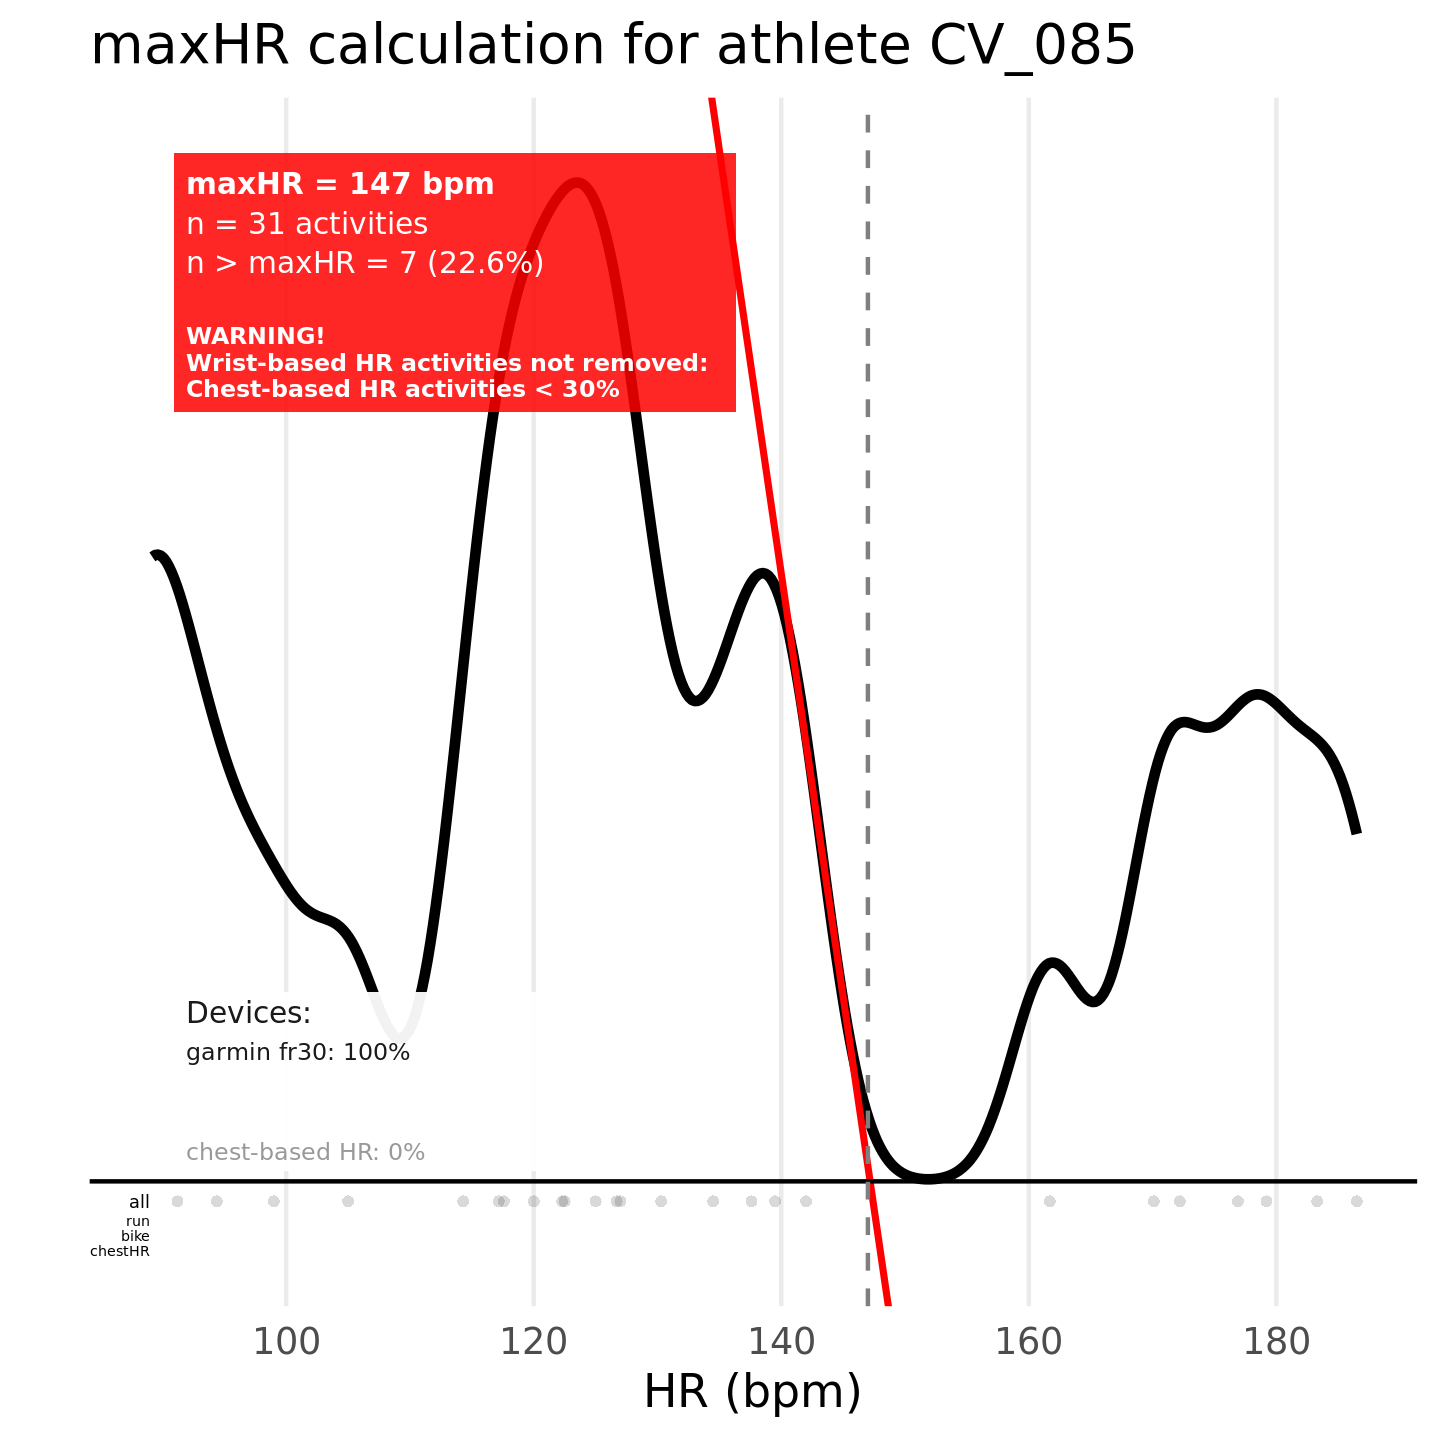 maxHR calculation for athlete CV_085
maxHR = 147 bpm
n = 31 activities
n > maxHR = 7 (22.6%)
WARNING!
Wrist-based HR activities not removed:
Chest-based HR activities < 30%
Devices:
garmin fr30: 100%
chest-based HR: 0%
all
run
bike
chestHR
100 120 140 160 180
HR (bpm)